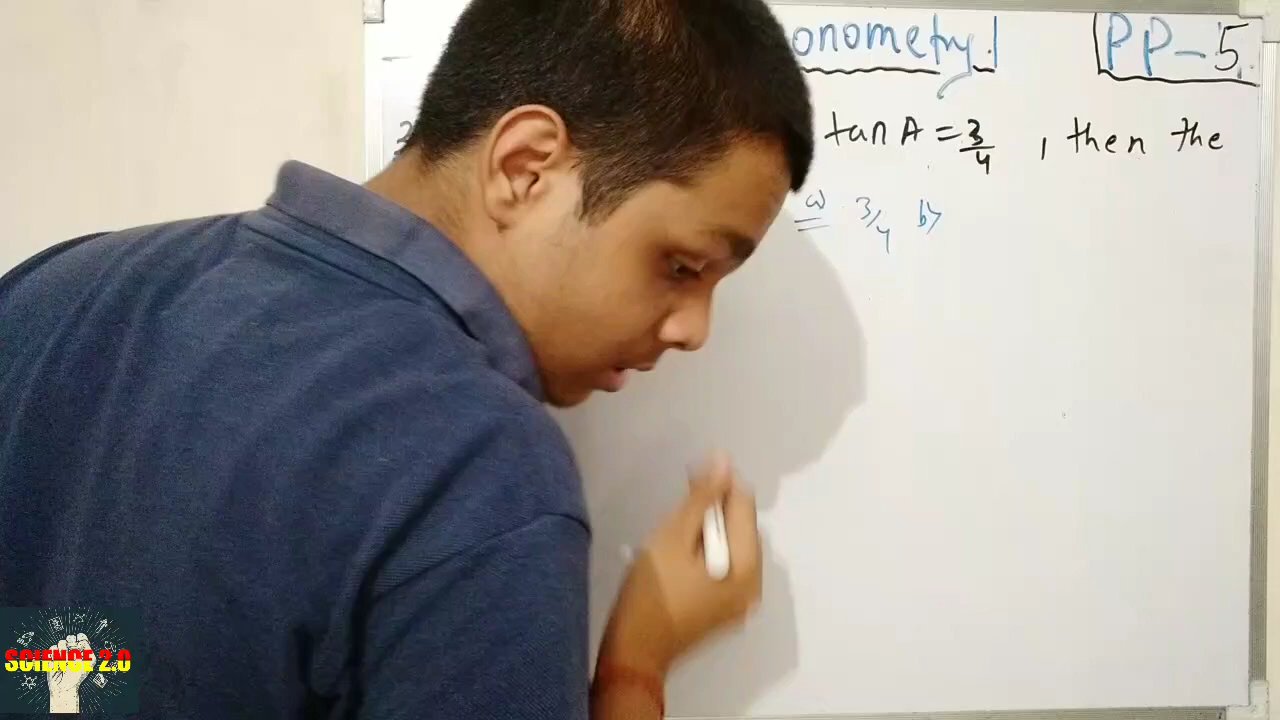 onometry. PP-5.
tan A = 3/4 , then the
a) 3/4 b)
SCIENCE 2.0